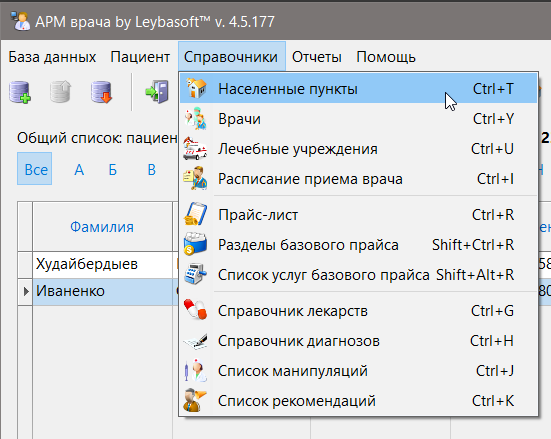 АРМ врача by Leybasoft™ v. 4.5.177
База данных Пациент Справочники Отчеты Помощь
Населенные пункты Ctrl+T
Общий список: пациен
Врачи Ctrl+Y
2
Лечебные учреждения Ctrl+U
Все А Б В
Расписание приема врача Ctrl+I
Прайс-лист Ctrl+R
Фамилия
Разделы базового прайса Shift+Ctrl+R
Худайбердыев
Список услуг базового прайса Shift+Alt+R
58
Иваненко
80
Справочник лекарств Ctrl+G
Справочник диагнозов Ctrl+H
Список манипуляций Ctrl+J
Список рекомендаций Ctrl+K